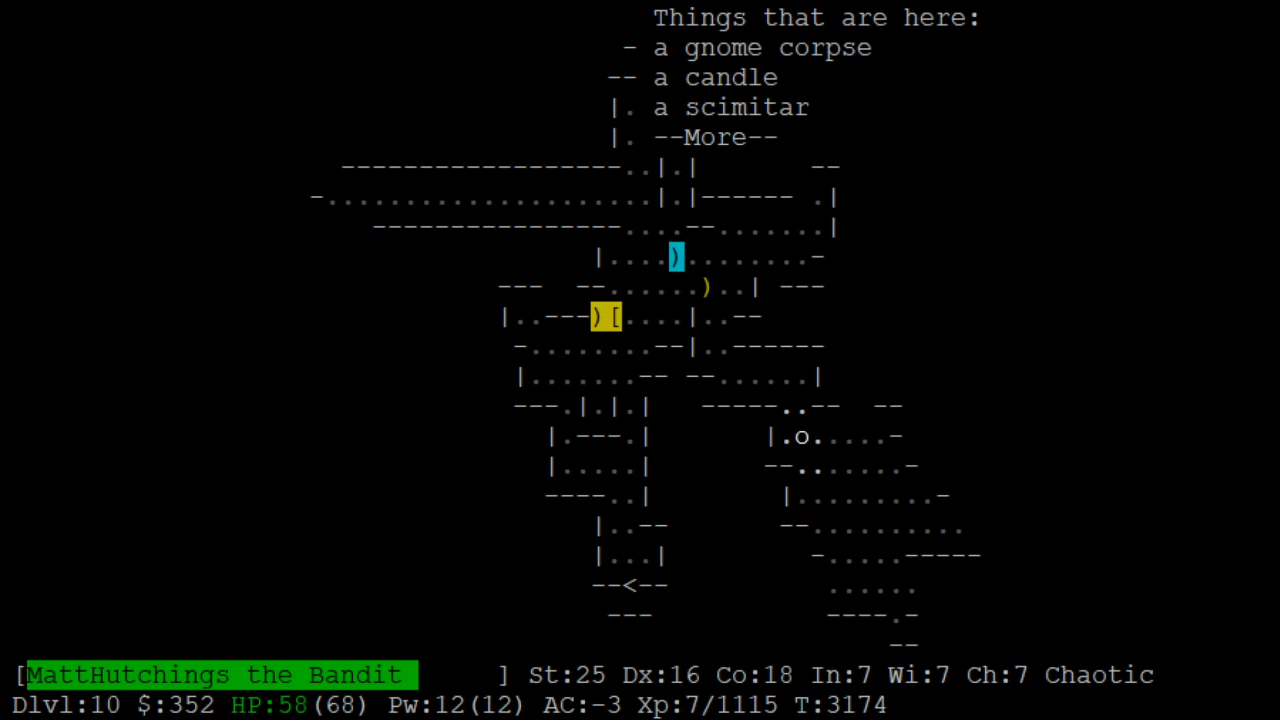 Things that are here:
- a gnome corpse
-- a candle
|. a scimitar
|. --More--
------------------..|.| --
-.....................|.|------ .|
----------------....--.......|
|....)........-
--- --......)..| ---
|..---)[....|..--
-........--|..------
|.......-- --......|
---.|.|.| -----..-- --
|.---.| |.o.....-
|.....| --.......-
----..| |.........-
|..-- --..........
|...| -.....-----
--<-- ......
--- ----.-
--
[MattHutchings the Bandit ] St:25 Dx:16 Co:18 In:7 Wi:7 Ch:7 Chaotic
Dlvl:10 $:352 HP:58(68) Pw:12(12) AC:-3 Xp:7/1115 T:3174